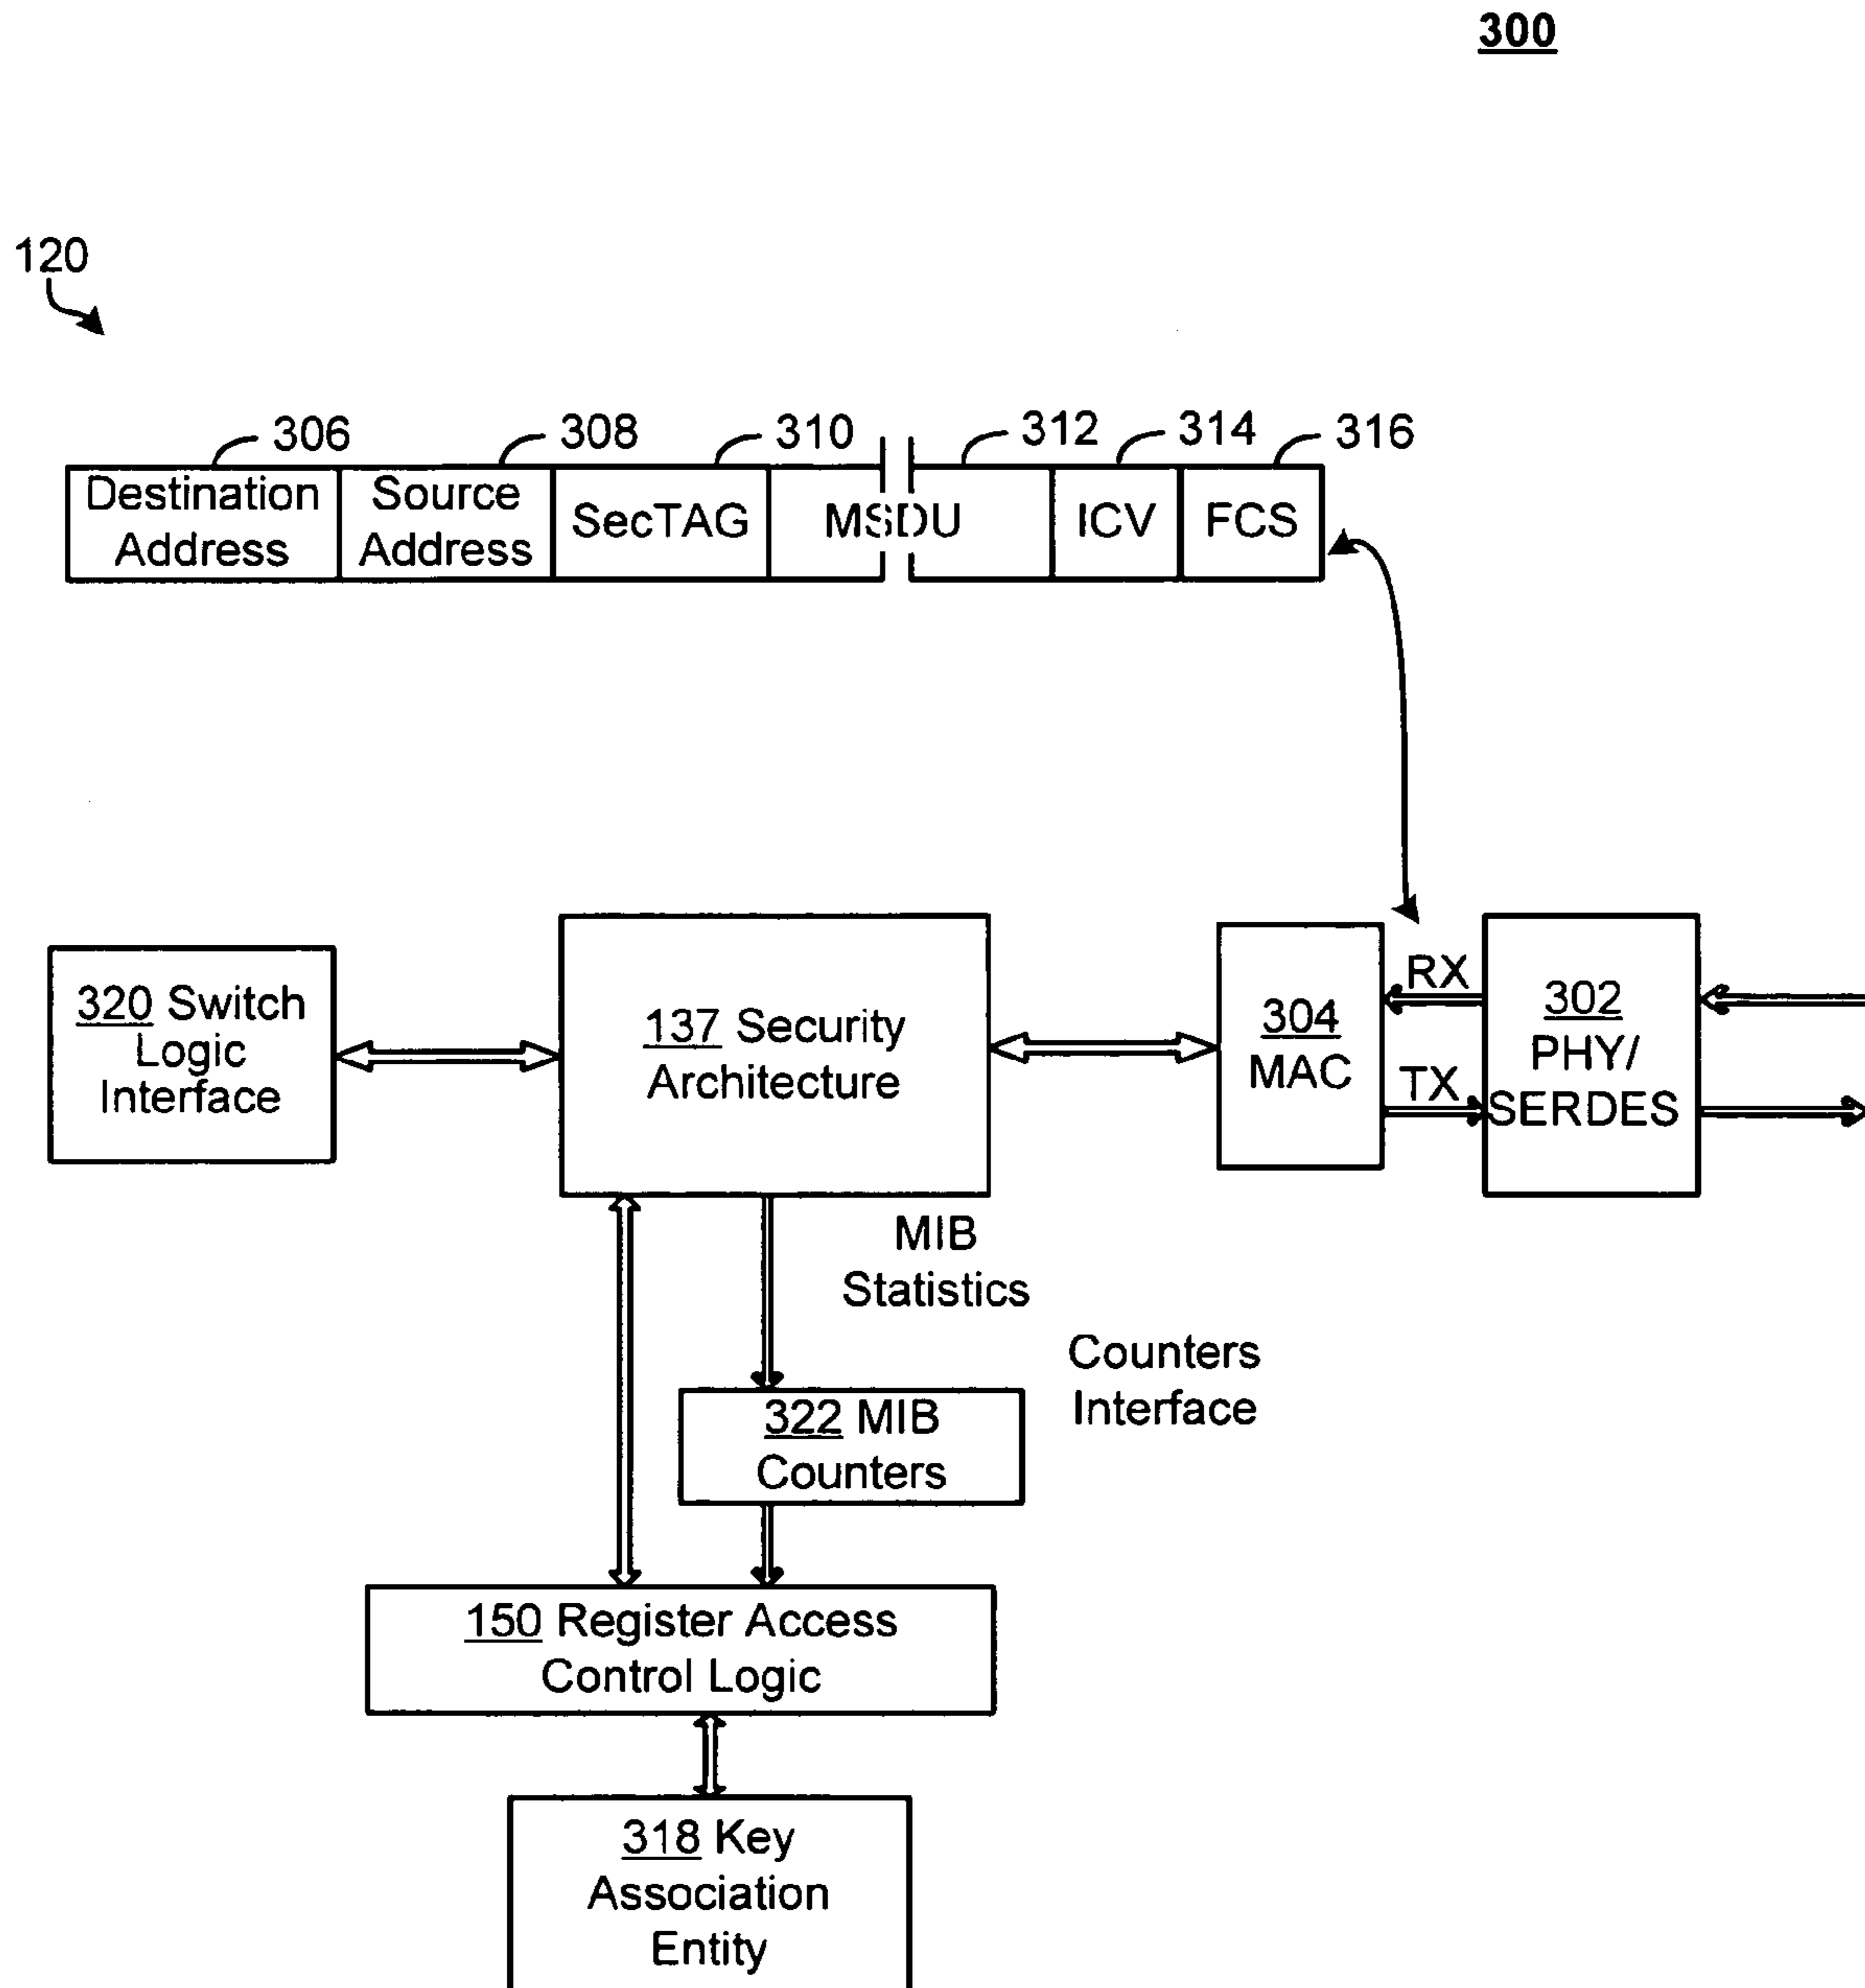 300
120
306
308
310
312
314
316
Destination
Address
Source
Address
SecTAG
MSDU
ICV
FCS
320 Switch
Logic
Interface
137 Security
Architecture
304
MAC
RX
TX
302
PHY/
SERDES
MIB
Statistics
Counters
Interface
322 MIB
Counters
150 Register Access
Control Logic
318 Key
Association
Entity